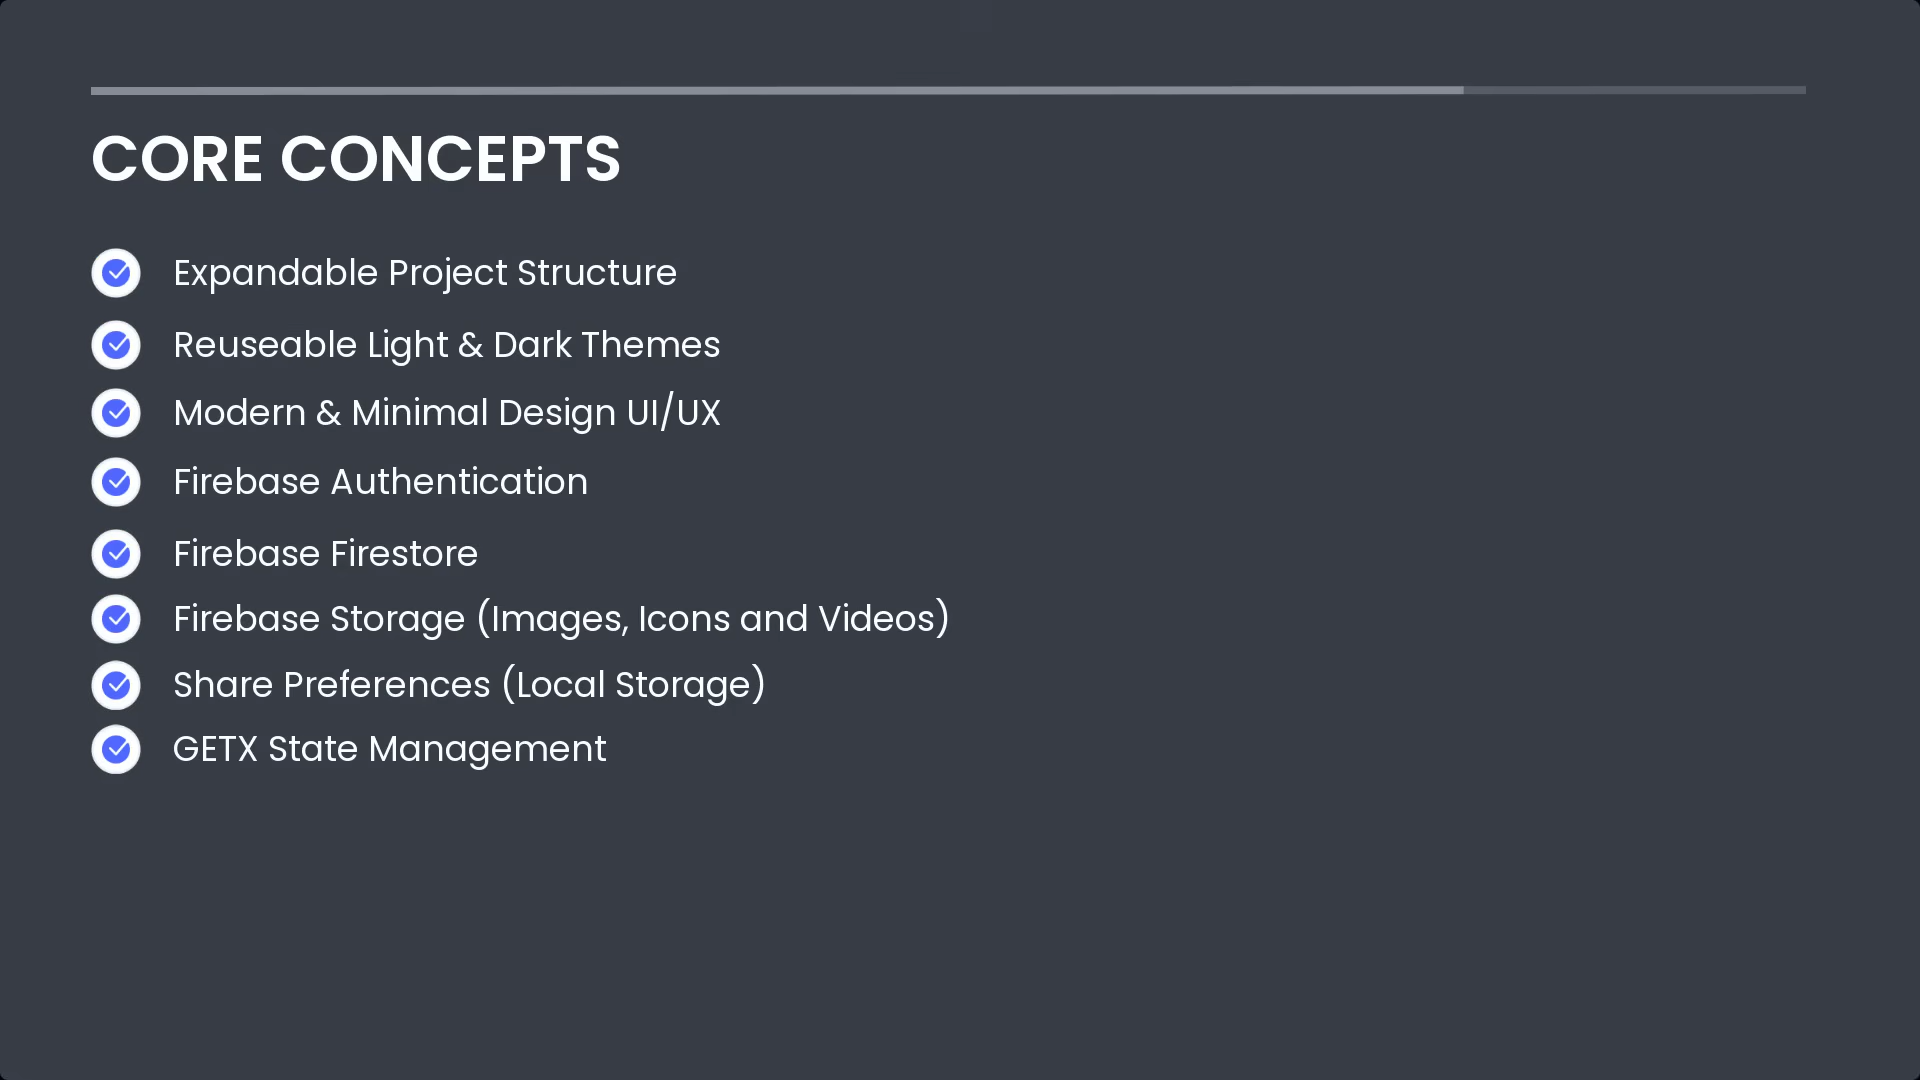 CORE CONCEPTS
Expandable Project Structure
Reuseable Light & Dark Themes
Modern & Minimal Design UI/UX
Firebase Authentication
Firebase Firestore
Firebase Storage (Images, Icons and Videos)
Share Preferences (Local Storage)
GETX State Management